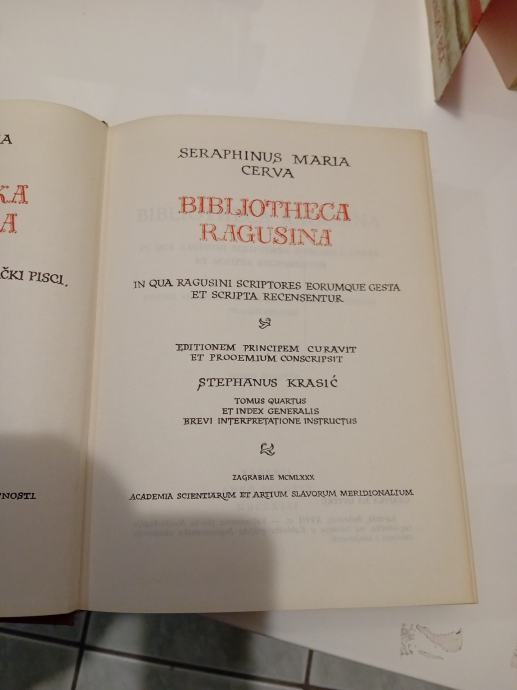 A
KA
A
ČKI PISCI,
NOSTI
SERAPHINUS MARIA
CERVA
BIBLIOTHECA
RAGUSINA
IN QUA RAGUSINI SCRIPTORES EORUMQUE GESTA
ET SCRIPTA RECENSENTUR
EDITIONEM PRINCIPEM CURAVIT
ET PROOEMIUM CONSCRIPSIT
STEPHANUS KRASIĆ
TOMUS QUARTUS
ET INDEX GENERALIS
BREVI INTERPRETATIONE INSTRUCTUS
ZAGRABIAE MCMLXXX
ACADEMIA SCIENTIARUM ET ARTIUM SLAVORUM MERIDIONALIUM